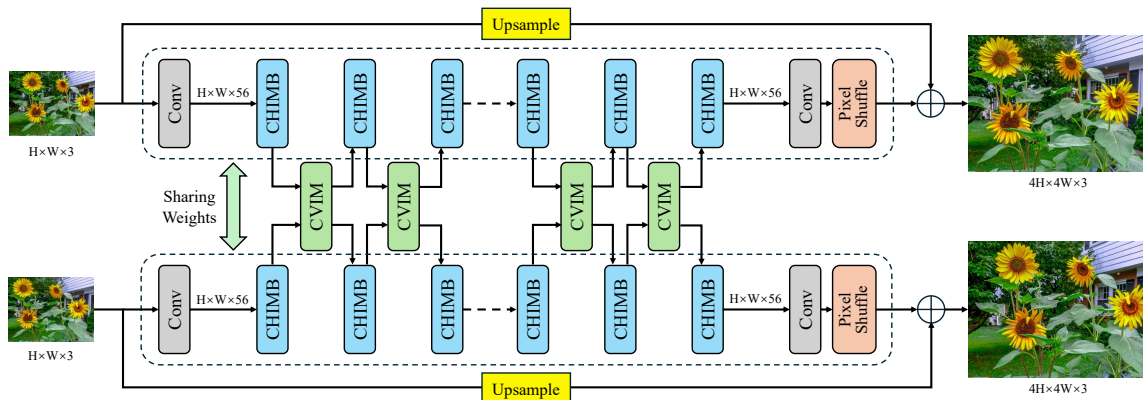 Upsample
H×W×3
Conv
H×W×56
CHIMB
CHIMB
CHIMB
CHIMB
CHIMB
CHIMB
H×W×56
Conv
Pixel
Shuffle
4H×4W×3
Sharing
Weights
CVIM
CVIM
CVIM
CVIM
H×W×3
Conv
H×W×56
CHIMB
CHIMB
CHIMB
CHIMB
CHIMB
CHIMB
H×W×56
Conv
Pixel
Shuffle
4H×4W×3
Upsample